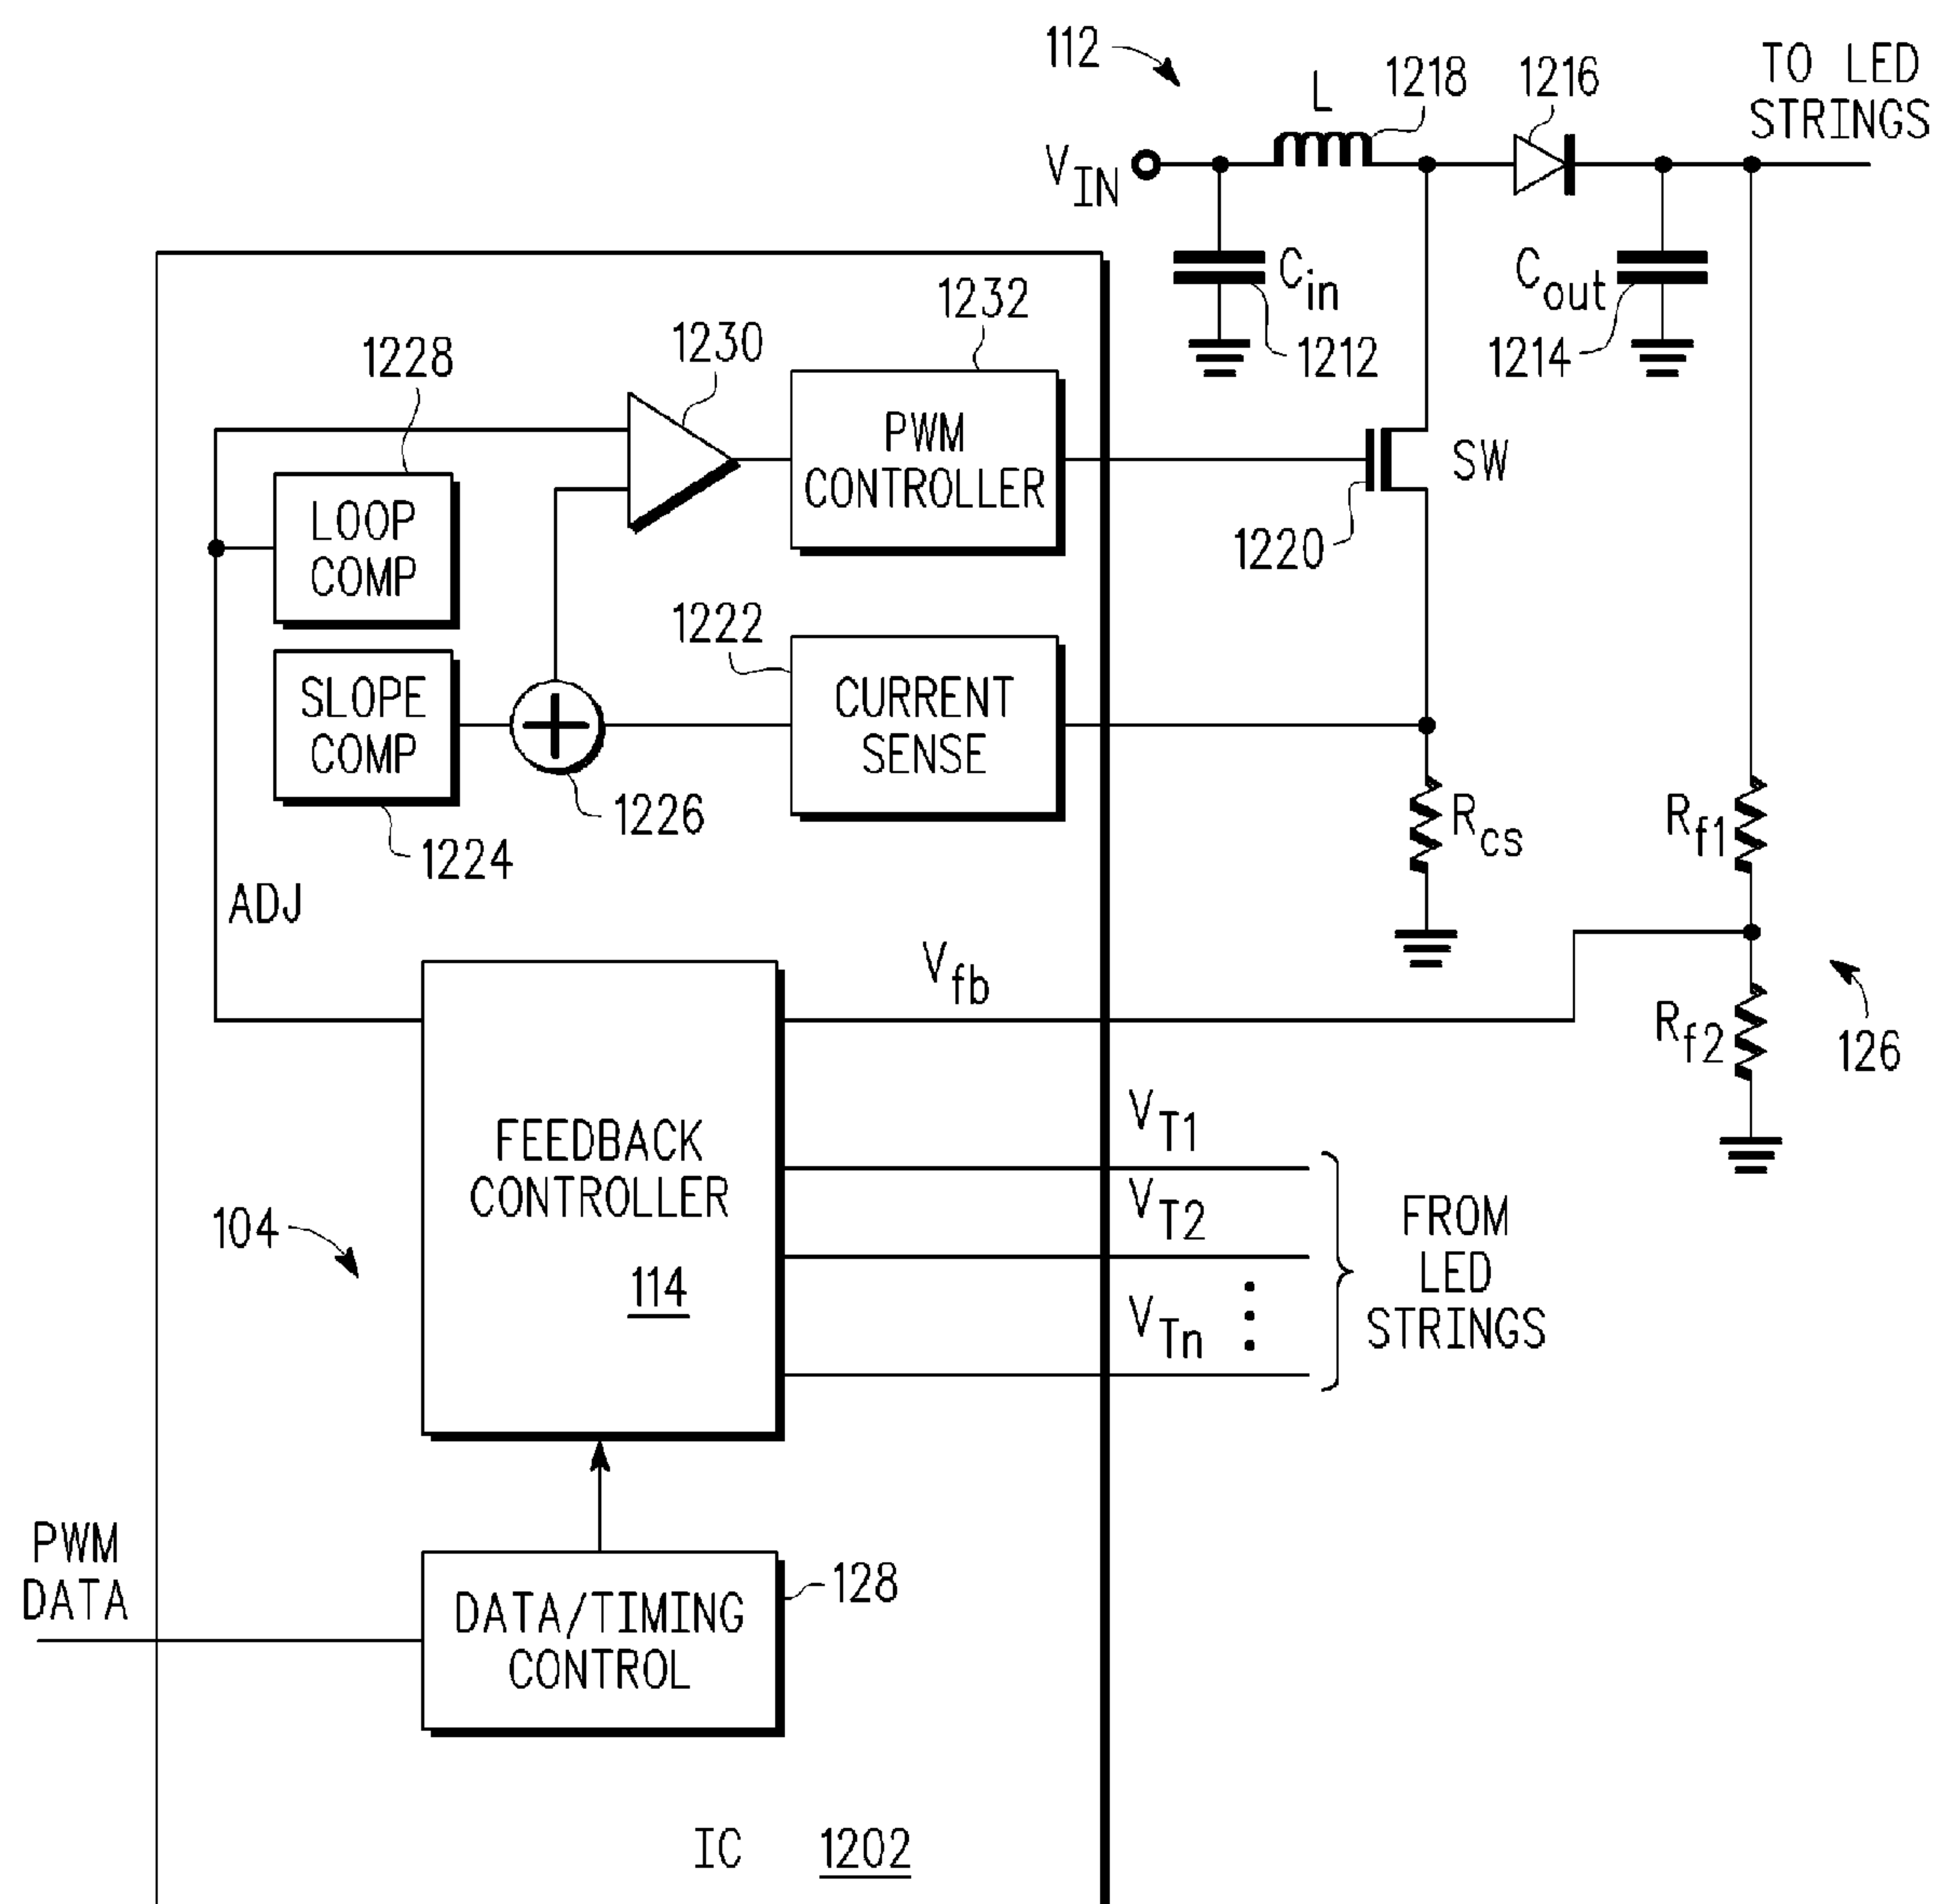 112
L
1218
1216
TO LED
STRINGS
VIN
Cin
1212
Cout
1214
1228
1230
1232
PWM
CONTROLLER
SW
1220
LOOP
COMP
1222
SLOPE
COMP
CURRENT
SENSE
1226
1224
Rcs
Rf1
ADJ
Vfb
Rf2
126
FEEDBACK
CONTROLLER
114
104
VT1
VT2
VTn
FROM
LED
STRINGS
PWM
DATA
DATA/TIMING
CONTROL
128
IC 1202